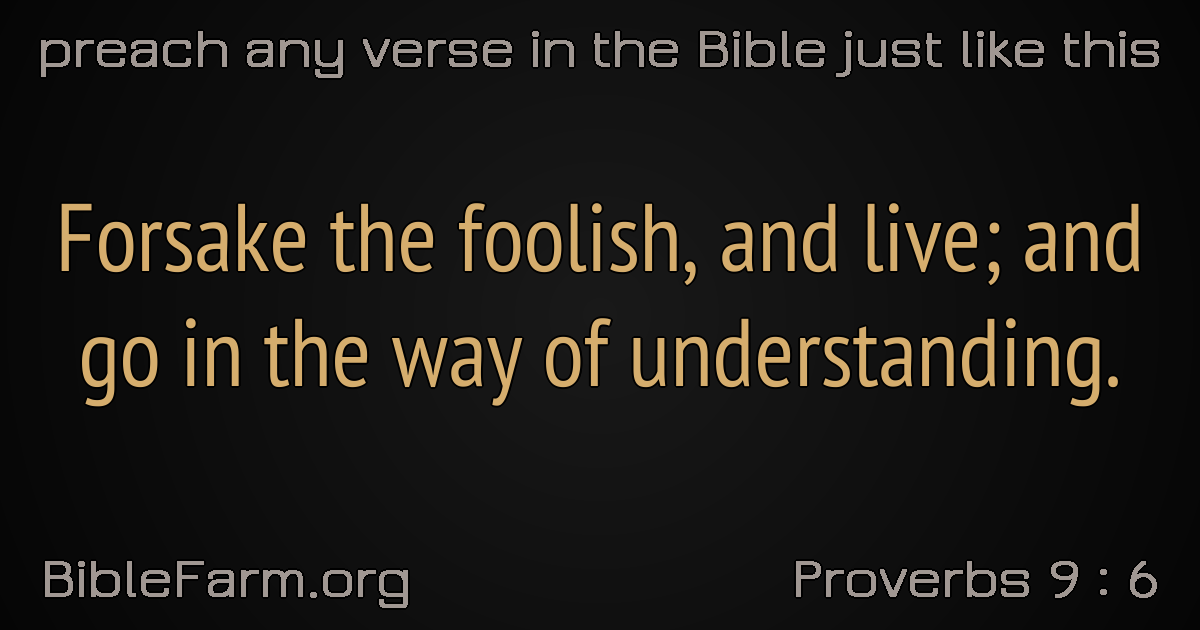 preach any verse in the Bible just like this
Forsake the foolish, and live; and
go in the way of understanding.
BibleFarm.org
Proverbs 9 : 6